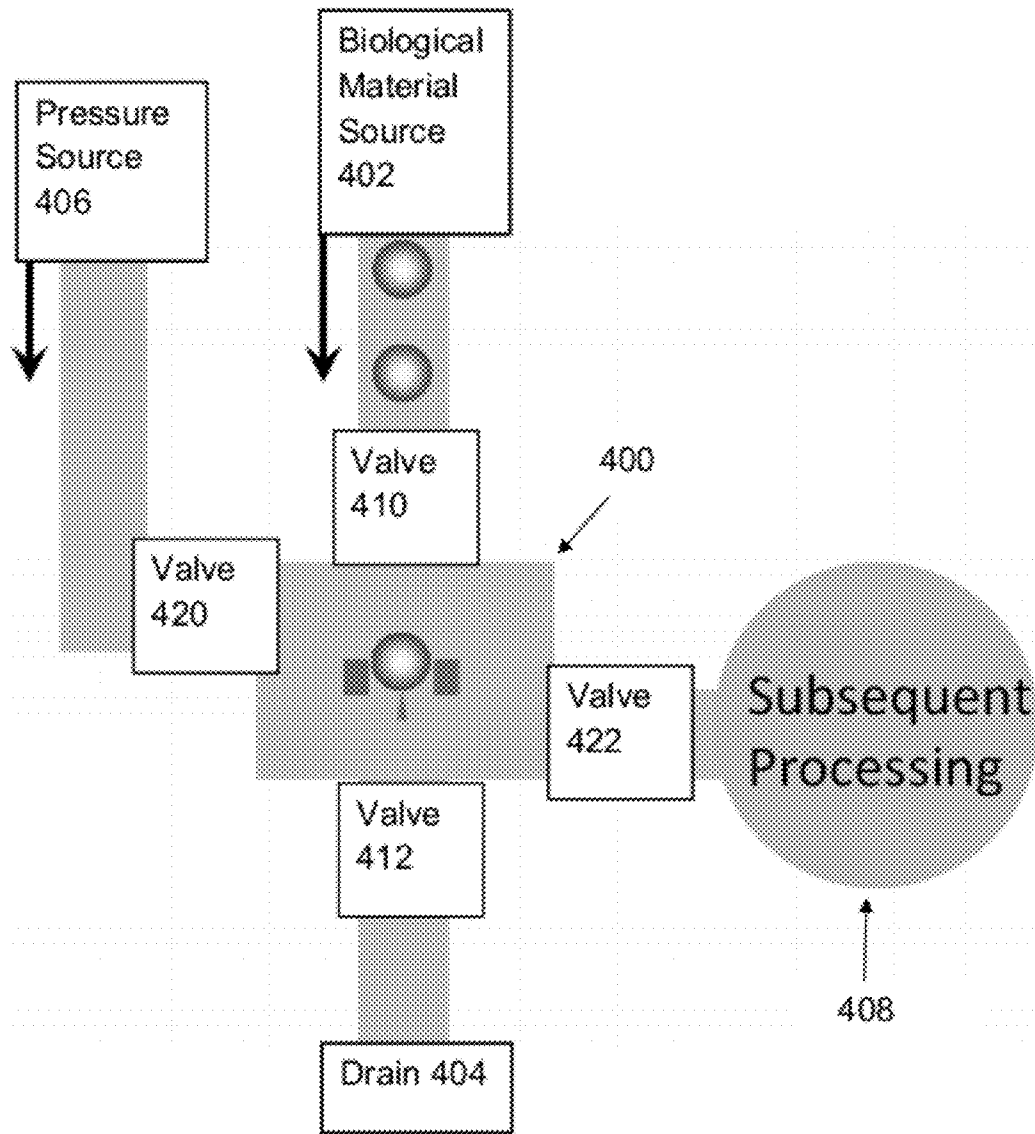 Biological
Material
Source
402
Pressure
Source
406
Valve
410
400
Valve
420
Valve
422
Subsequent
Processing
Valve
412
408
Drain 404